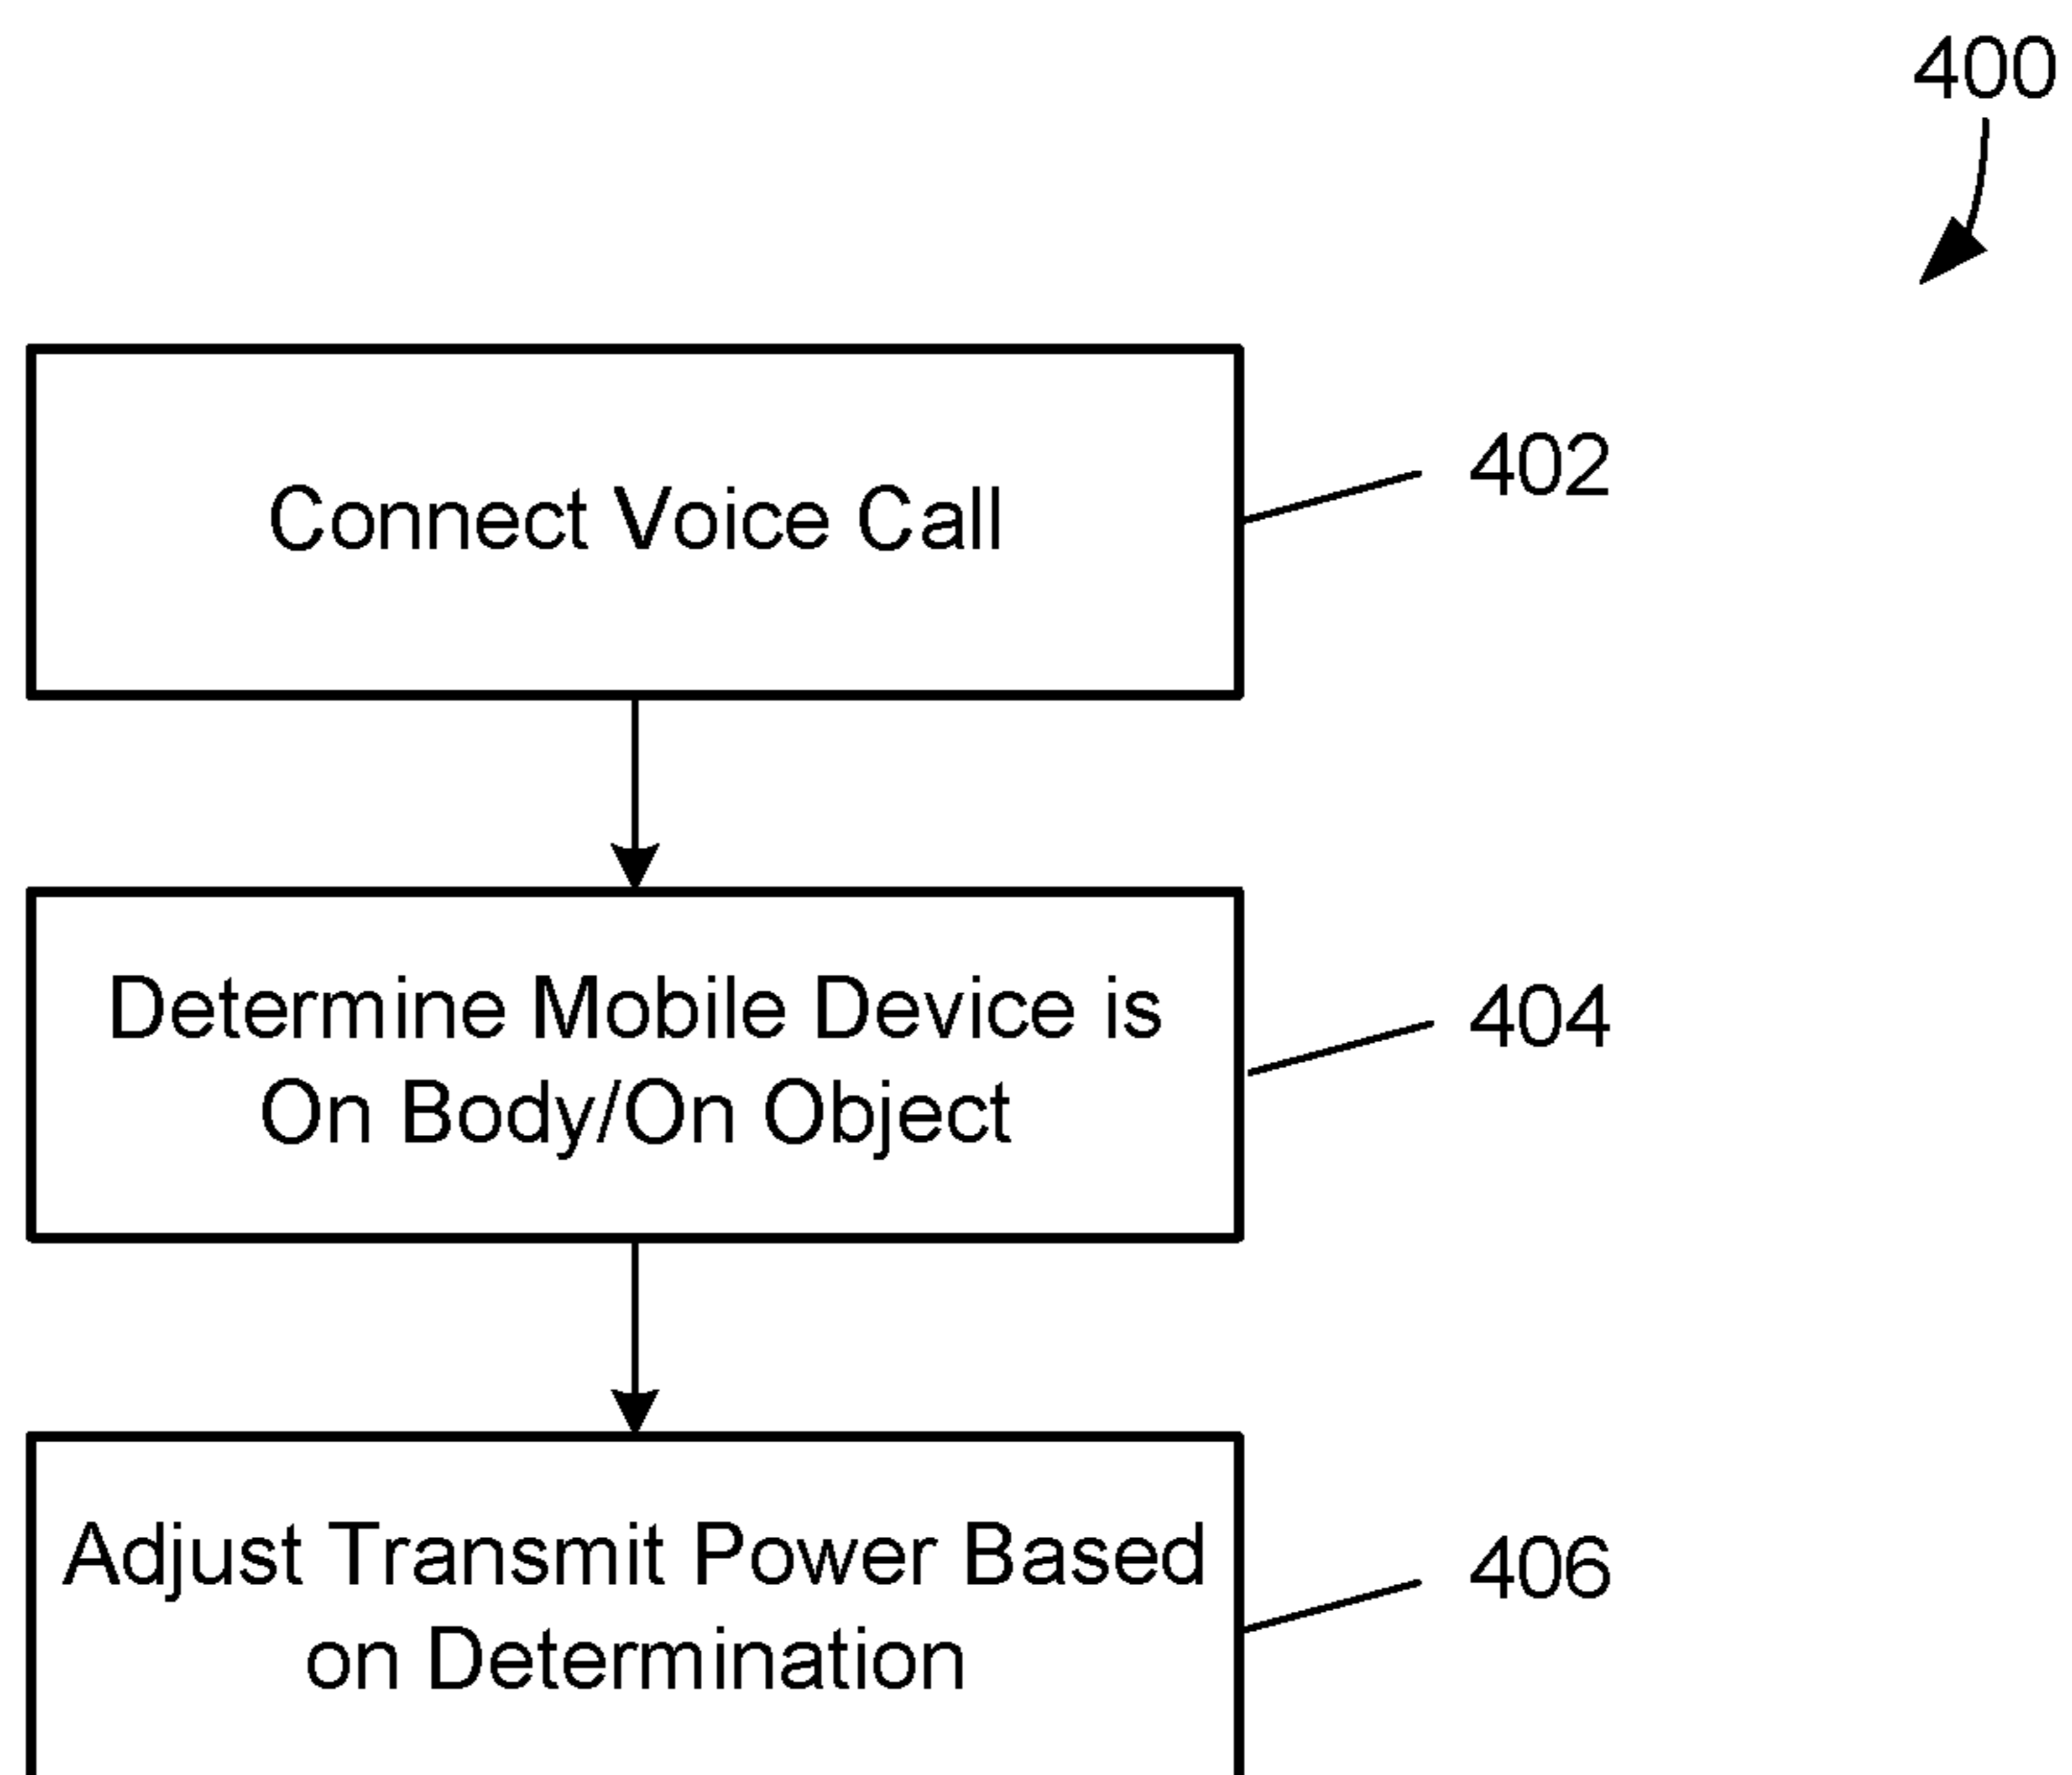 400
Connect Voice Call
402
Determine Mobile Device is
On Body/On Object
404
Adjust Transmit Power Based
on Determination
406